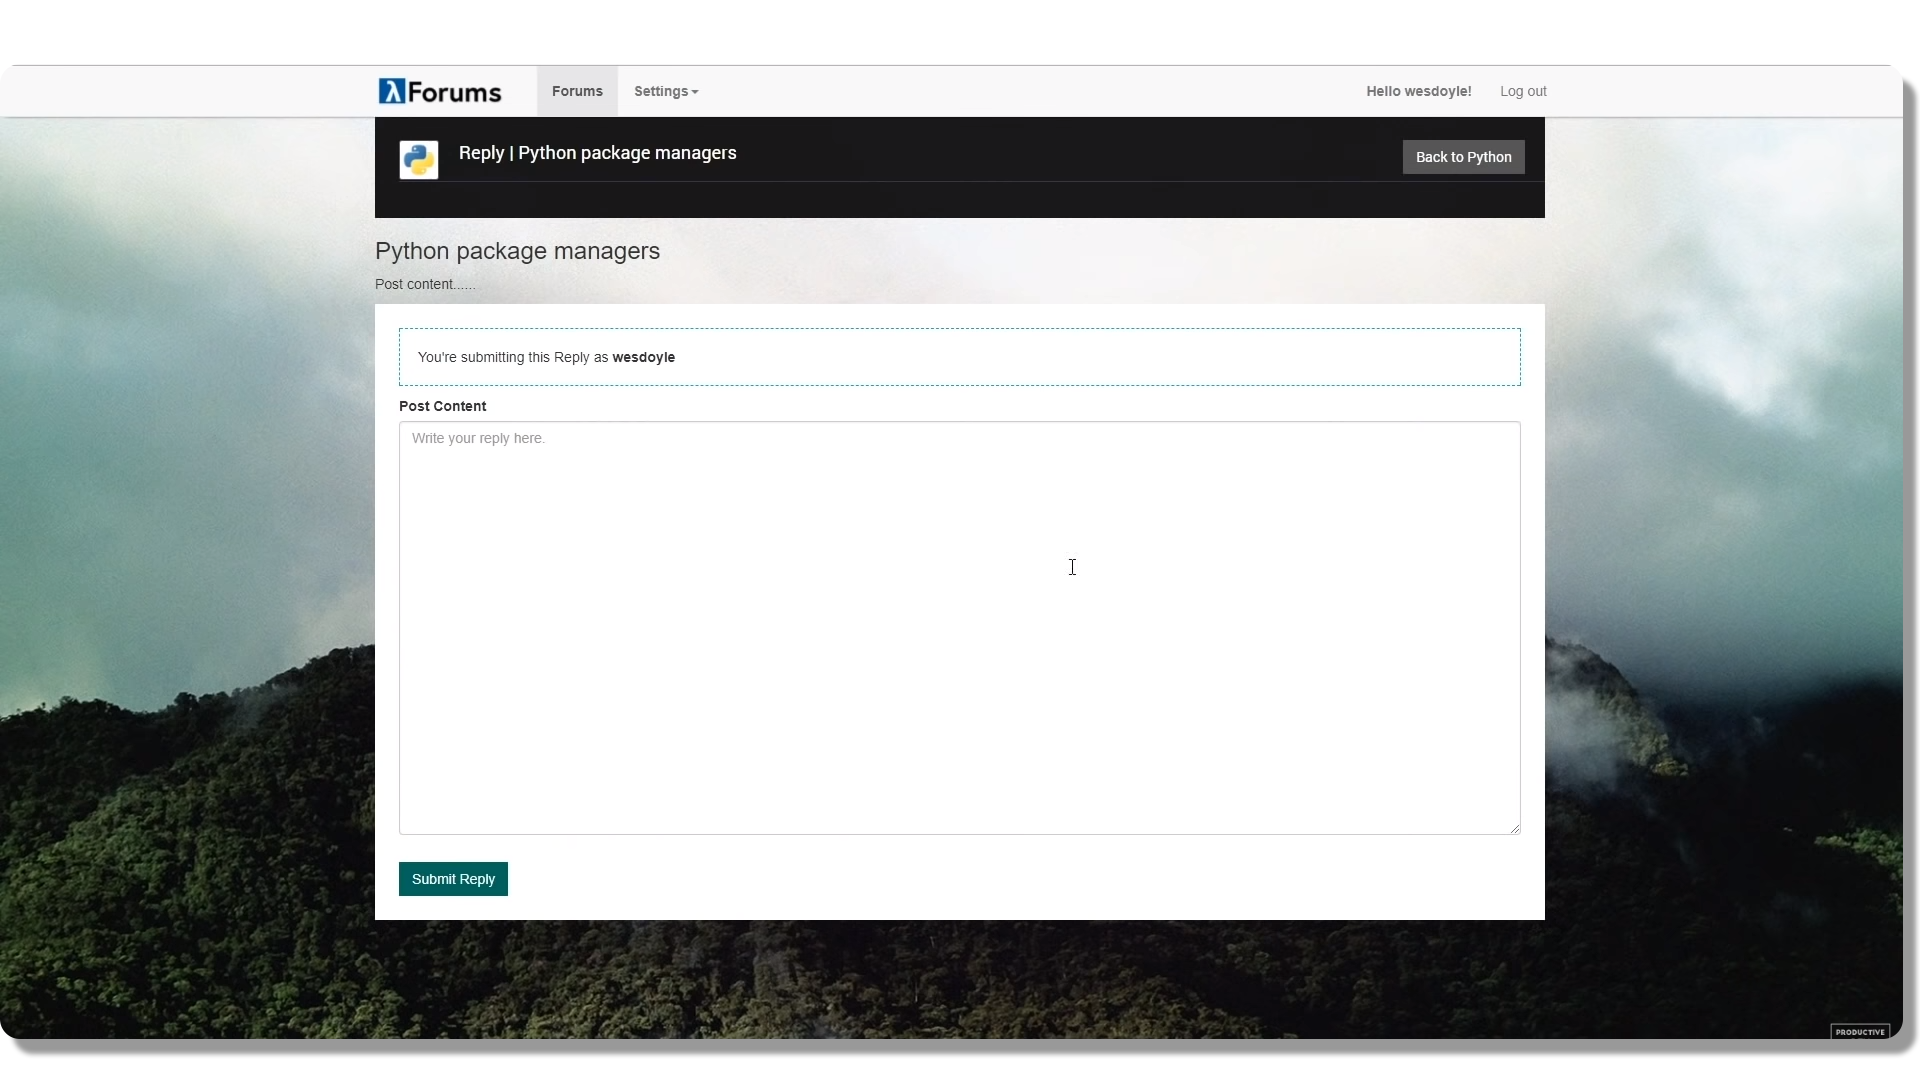 λForums
Forums
Settings
Hello wesdoyle!
Log out
Reply | Python package managers
Back to Python
Python package managers
Post content......
You're submitting this Reply as wesdoyle
Post Content
Write your reply here.
Submit Reply
PRODUCTIVE